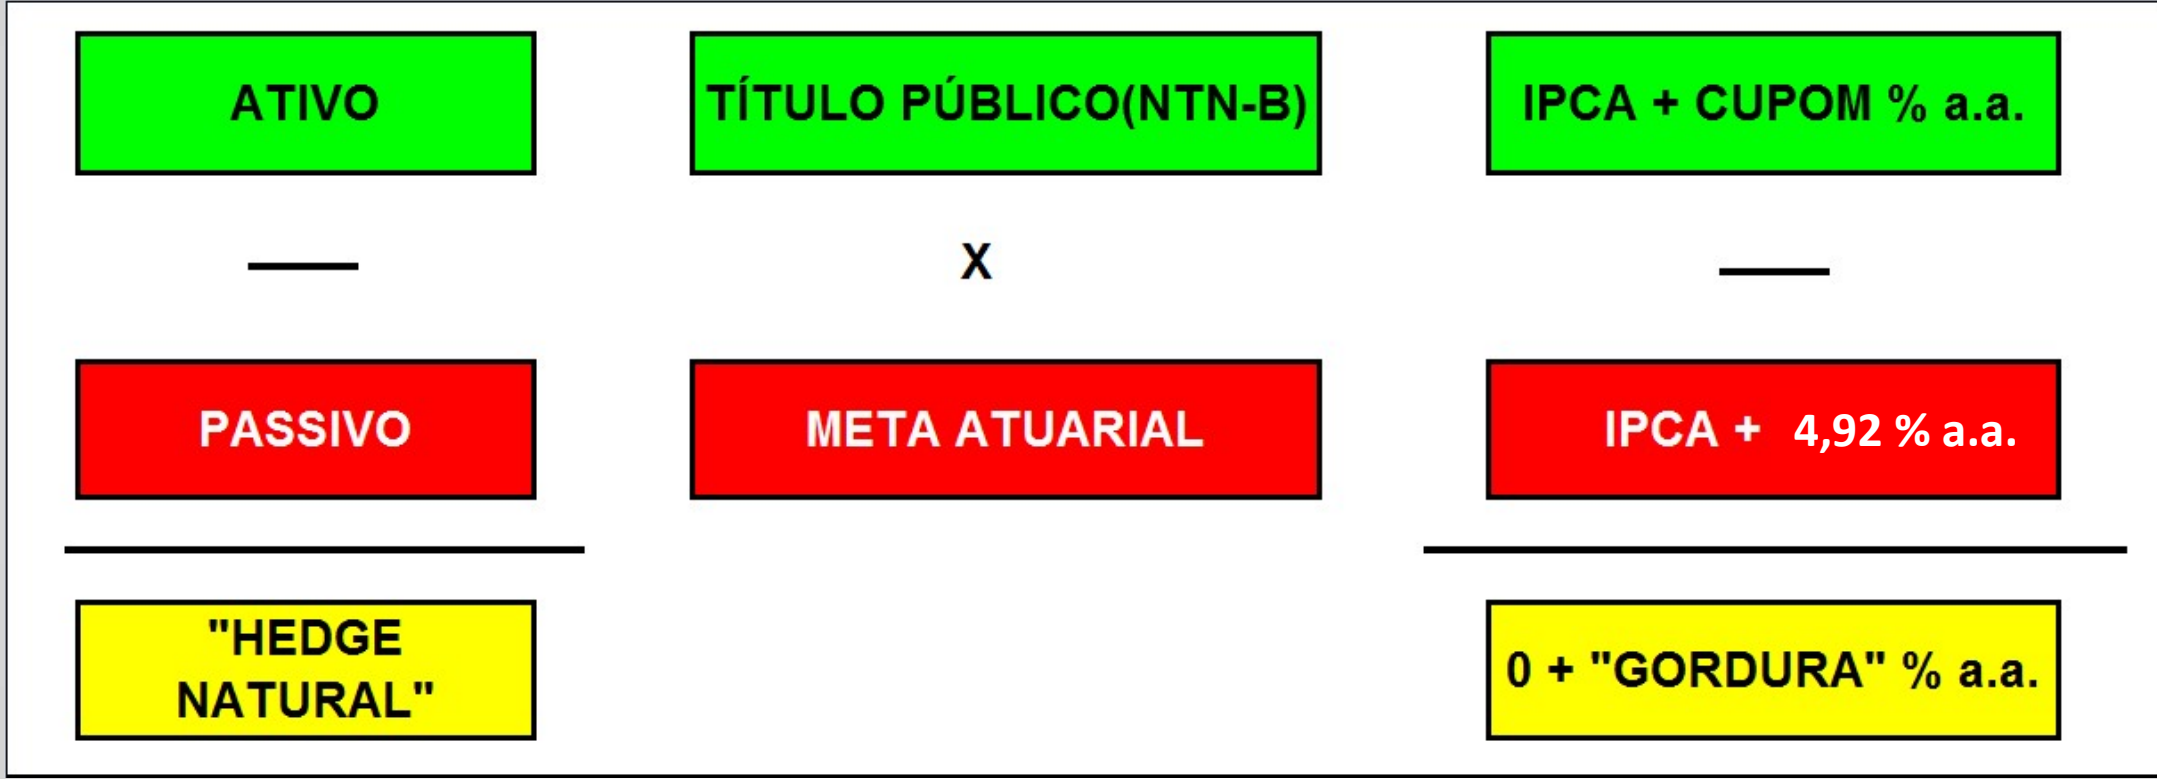 ATIVO
TÍTULO PÚBLICO(NTN-B)
IPCA + CUPOM % a.a.
X
PASSIVO
META ATUARIAL
IPCA + 4,92 % a.a.
"HEDGE
NATURAL"
0 + "GORDURA" % a.a.